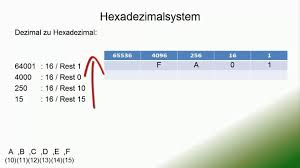 Hexadezimalsystem
Dezimal zu Hexadezimal:
65536 4096 256 16 1
F A 0 1
64001 : 16 / Rest 1
4000 : 16 / Rest 0
250 : 16 / Rest 10
15 : 16 / Rest 15
A ,B ,C ,D ,E ,F
(10)(11)(12)(13)(14)(15)